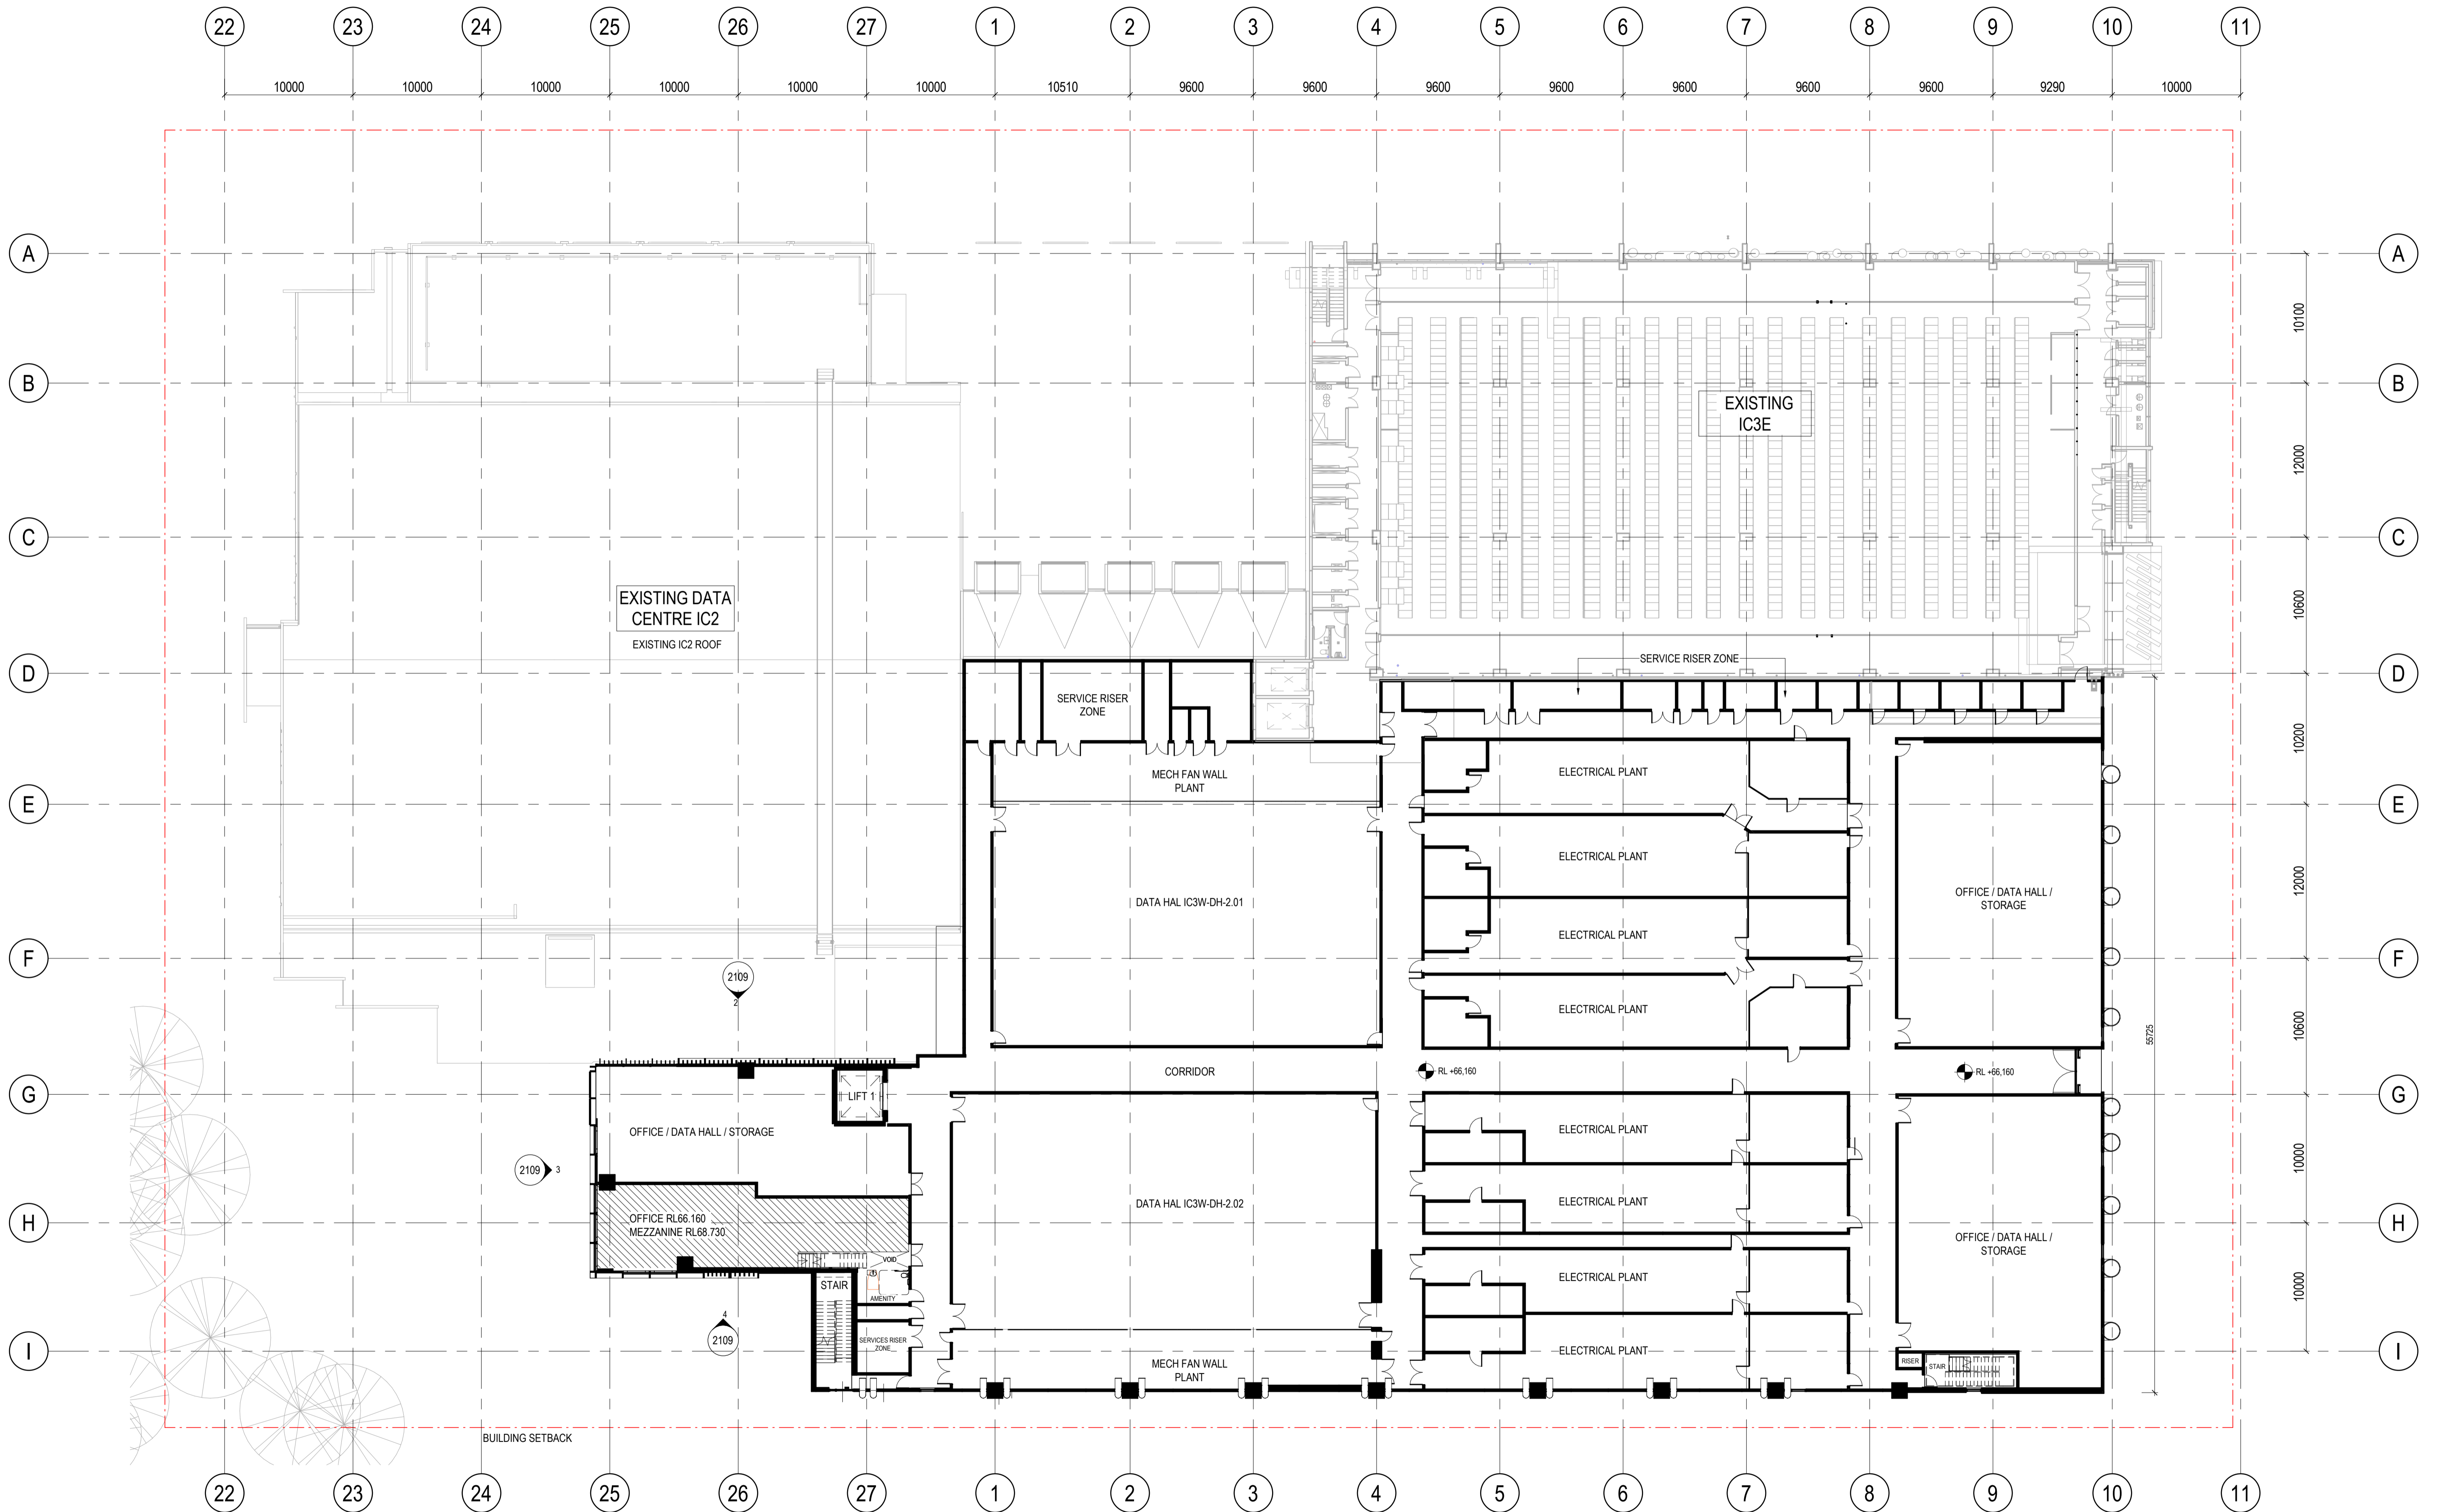 22 23 24 25 26 27 1 2 3 4 5 6 7 8 9 10 11
10000 10000 10000 10000 10000 10000 10510 9600 9600 9600 9600 9600 9600 9600 9290 10000
A A
10100
B B
EXISTING
IC3E
12000
C C
EXISTING DATA
CENTRE IC2
EXISTING IC2 ROOF
10600
SERVICE RISER ZONE
D D
SERVICE RISER
ZONE
10200
MECH FAN WALL
PLANT
ELECTRICAL PLANT
E E
ELECTRICAL PLANT
12000
DATA HAL IC3W-DH-2.01
OFFICE / DATA HALL /
STORAGE
ELECTRICAL PLANT
F F
2109
2
ELECTRICAL PLANT
10600
55725
CORRIDOR
RL +66,160
RL +66,160
G G
LIFT 1
OFFICE / DATA HALL / STORAGE
ELECTRICAL PLANT
10000
2109 3
DATA HAL IC3W-DH-2.02
ELECTRICAL PLANT
H H
OFFICE RL66.160
MEZZANINE RL68.730
OFFICE / DATA HALL /
STORAGE
VOID
STAIR
ELECTRICAL PLANT
10000
AMENITY
4
2109
SERVICES RISER
ZONE
I I
ELECTRICAL PLANT
MECH FAN WALL
PLANT
RISER
STAIR
BUILDING SETBACK
22 23 24 25 26 27 1 2 3 4 5 6 7 8 9 10 11